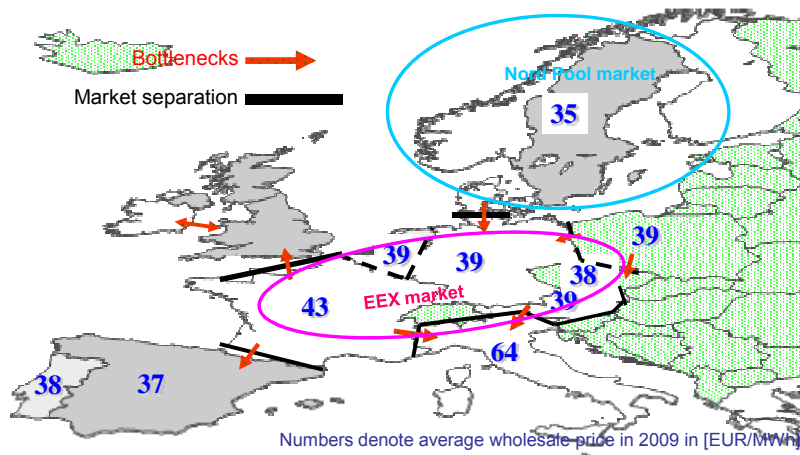 Bottlenecks
Market separation
Nord Pool market
35
39
39
39
38
39
43
EEX market
64
38
37
Numbers denote average wholesale price in 2009 in [EUR/MWh]